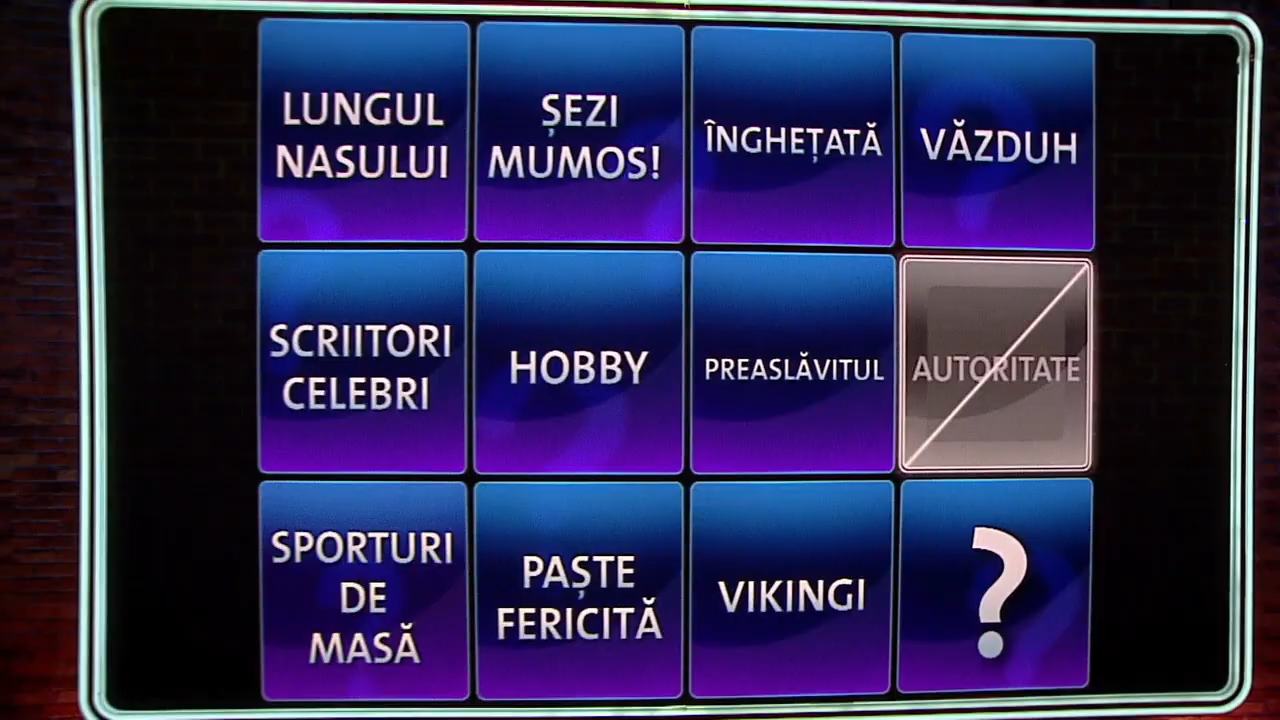 LUNGUL
NASULUI
ȘEZI
MUMOS!
ÎNGHEȚATĂ
VĂZDUH
SCRIITORI
CELEBRI
HOBBY
PREASLĂVITUL
AUTORITATE
SPORTURI
DE
MASĂ
PAȘTE
FERICITĂ
VIKINGI
?